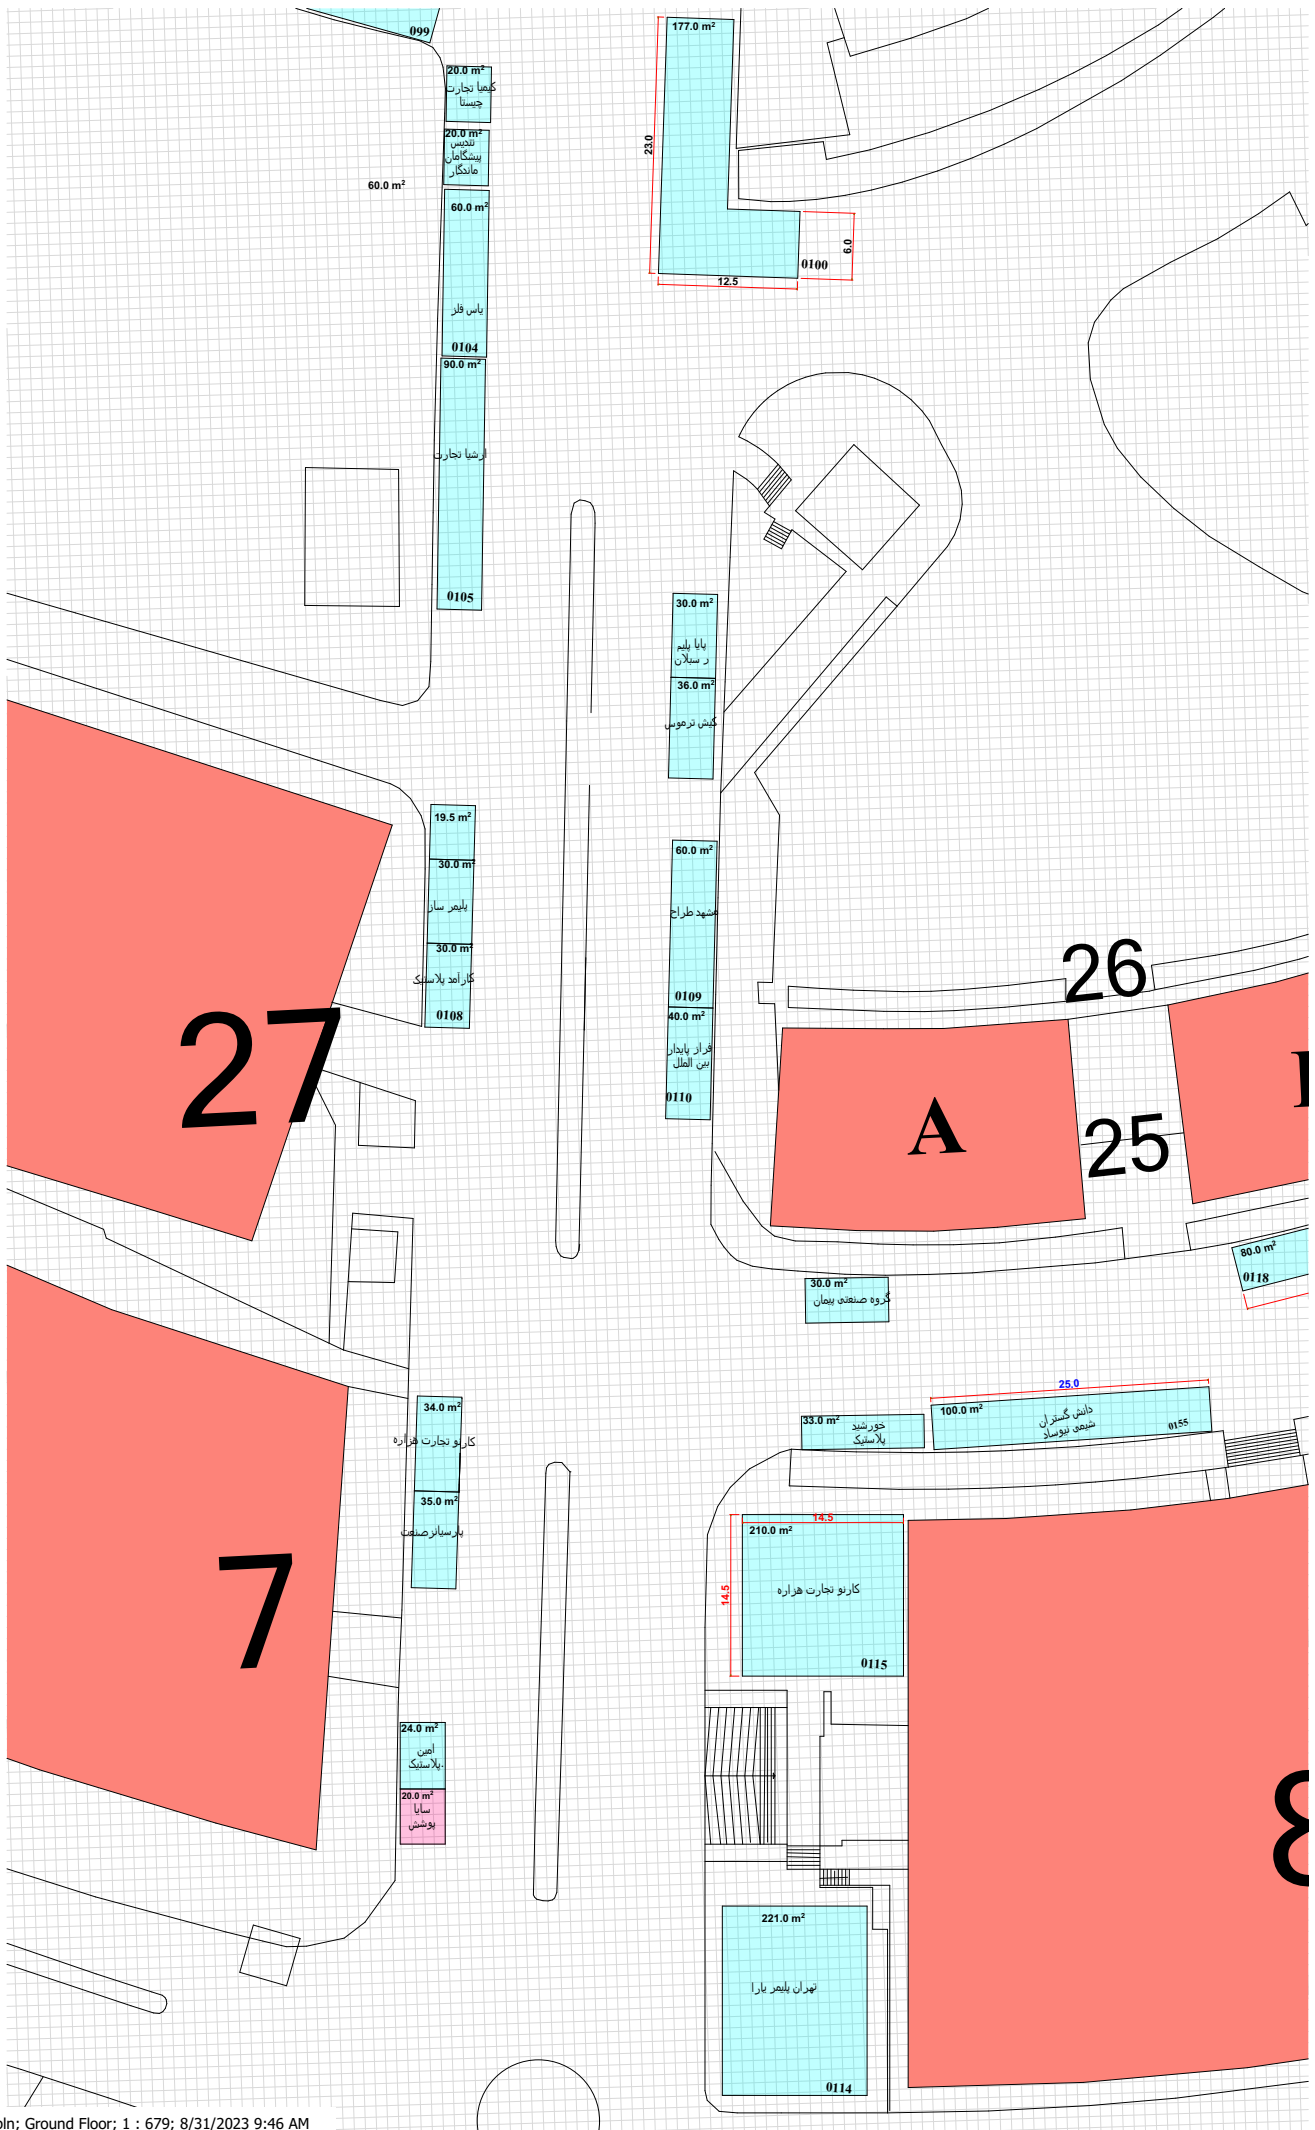 099
177.0 m²
20.0 m²
کیمیا تجارت
چیستا
20.0 m²
تندیس
پیشگامان
ماندگار
23.0
60.0 m²
60.0 m²
6.0
0100
12.5
یاس فلز
0104
90.0 m²
ارشیا تجارت
0105
30.0 m²
پایا پلیم
ر سبلان
36.0 m²
کیش ترموس
19.5 m²
30.0 m²
پلیمر ساز
30.0 m²
کارآمد پلاستیک
0108
60.0 m²
مشهد طراح
0109
40.0 m²
فراز پایدار
بین الملل
0110
26
27
A
25
80.0 m²
0118
30.0 m²
گروه صنعتی پیمان
25.0
34.0 m²
کارنو تجارت هزاره
33.0 m²
خورشید
پلاستیک
100.0 m²
دانش گستران
شیمی نیوساد
0155
35.0 m²
پارسیانزصنعت
14.5
210.0 m²
14.5
کارنو تجارت هزاره
0115
7
24.0 m²
امین
پلاستیک.
20.0 m²
سایا
پوشش
8
221.0 m²
تهران پلیمر یارا
0114
oln; Ground Floor; 1 : 679; 8/31/2023 9:46 AM